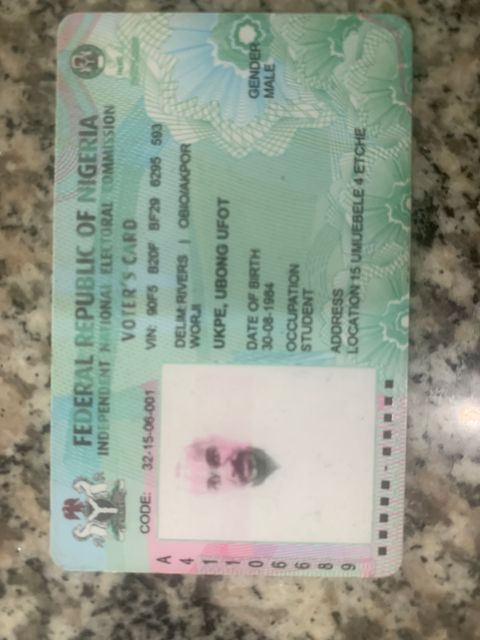 FEDERAL REPUBLIC OF NIGERIA
INDEPENDENT NATIONAL ELECTORAL COMMISSION
VOTER'S CARD
CODE: 32-15-06-001
VIN: 90F5 B20F BF29 6295 593
DELIM: RIVERS | OBIO/AKPOR
WORJI
UKPE, UBONG UFOT
DATE OF BIRTH
30-08-1984
GENDER
MALE
OCCUPATION
STUDENT
ADDRESS
LOCATION 15 UMUEBELE 4 ETCHE
A41106689